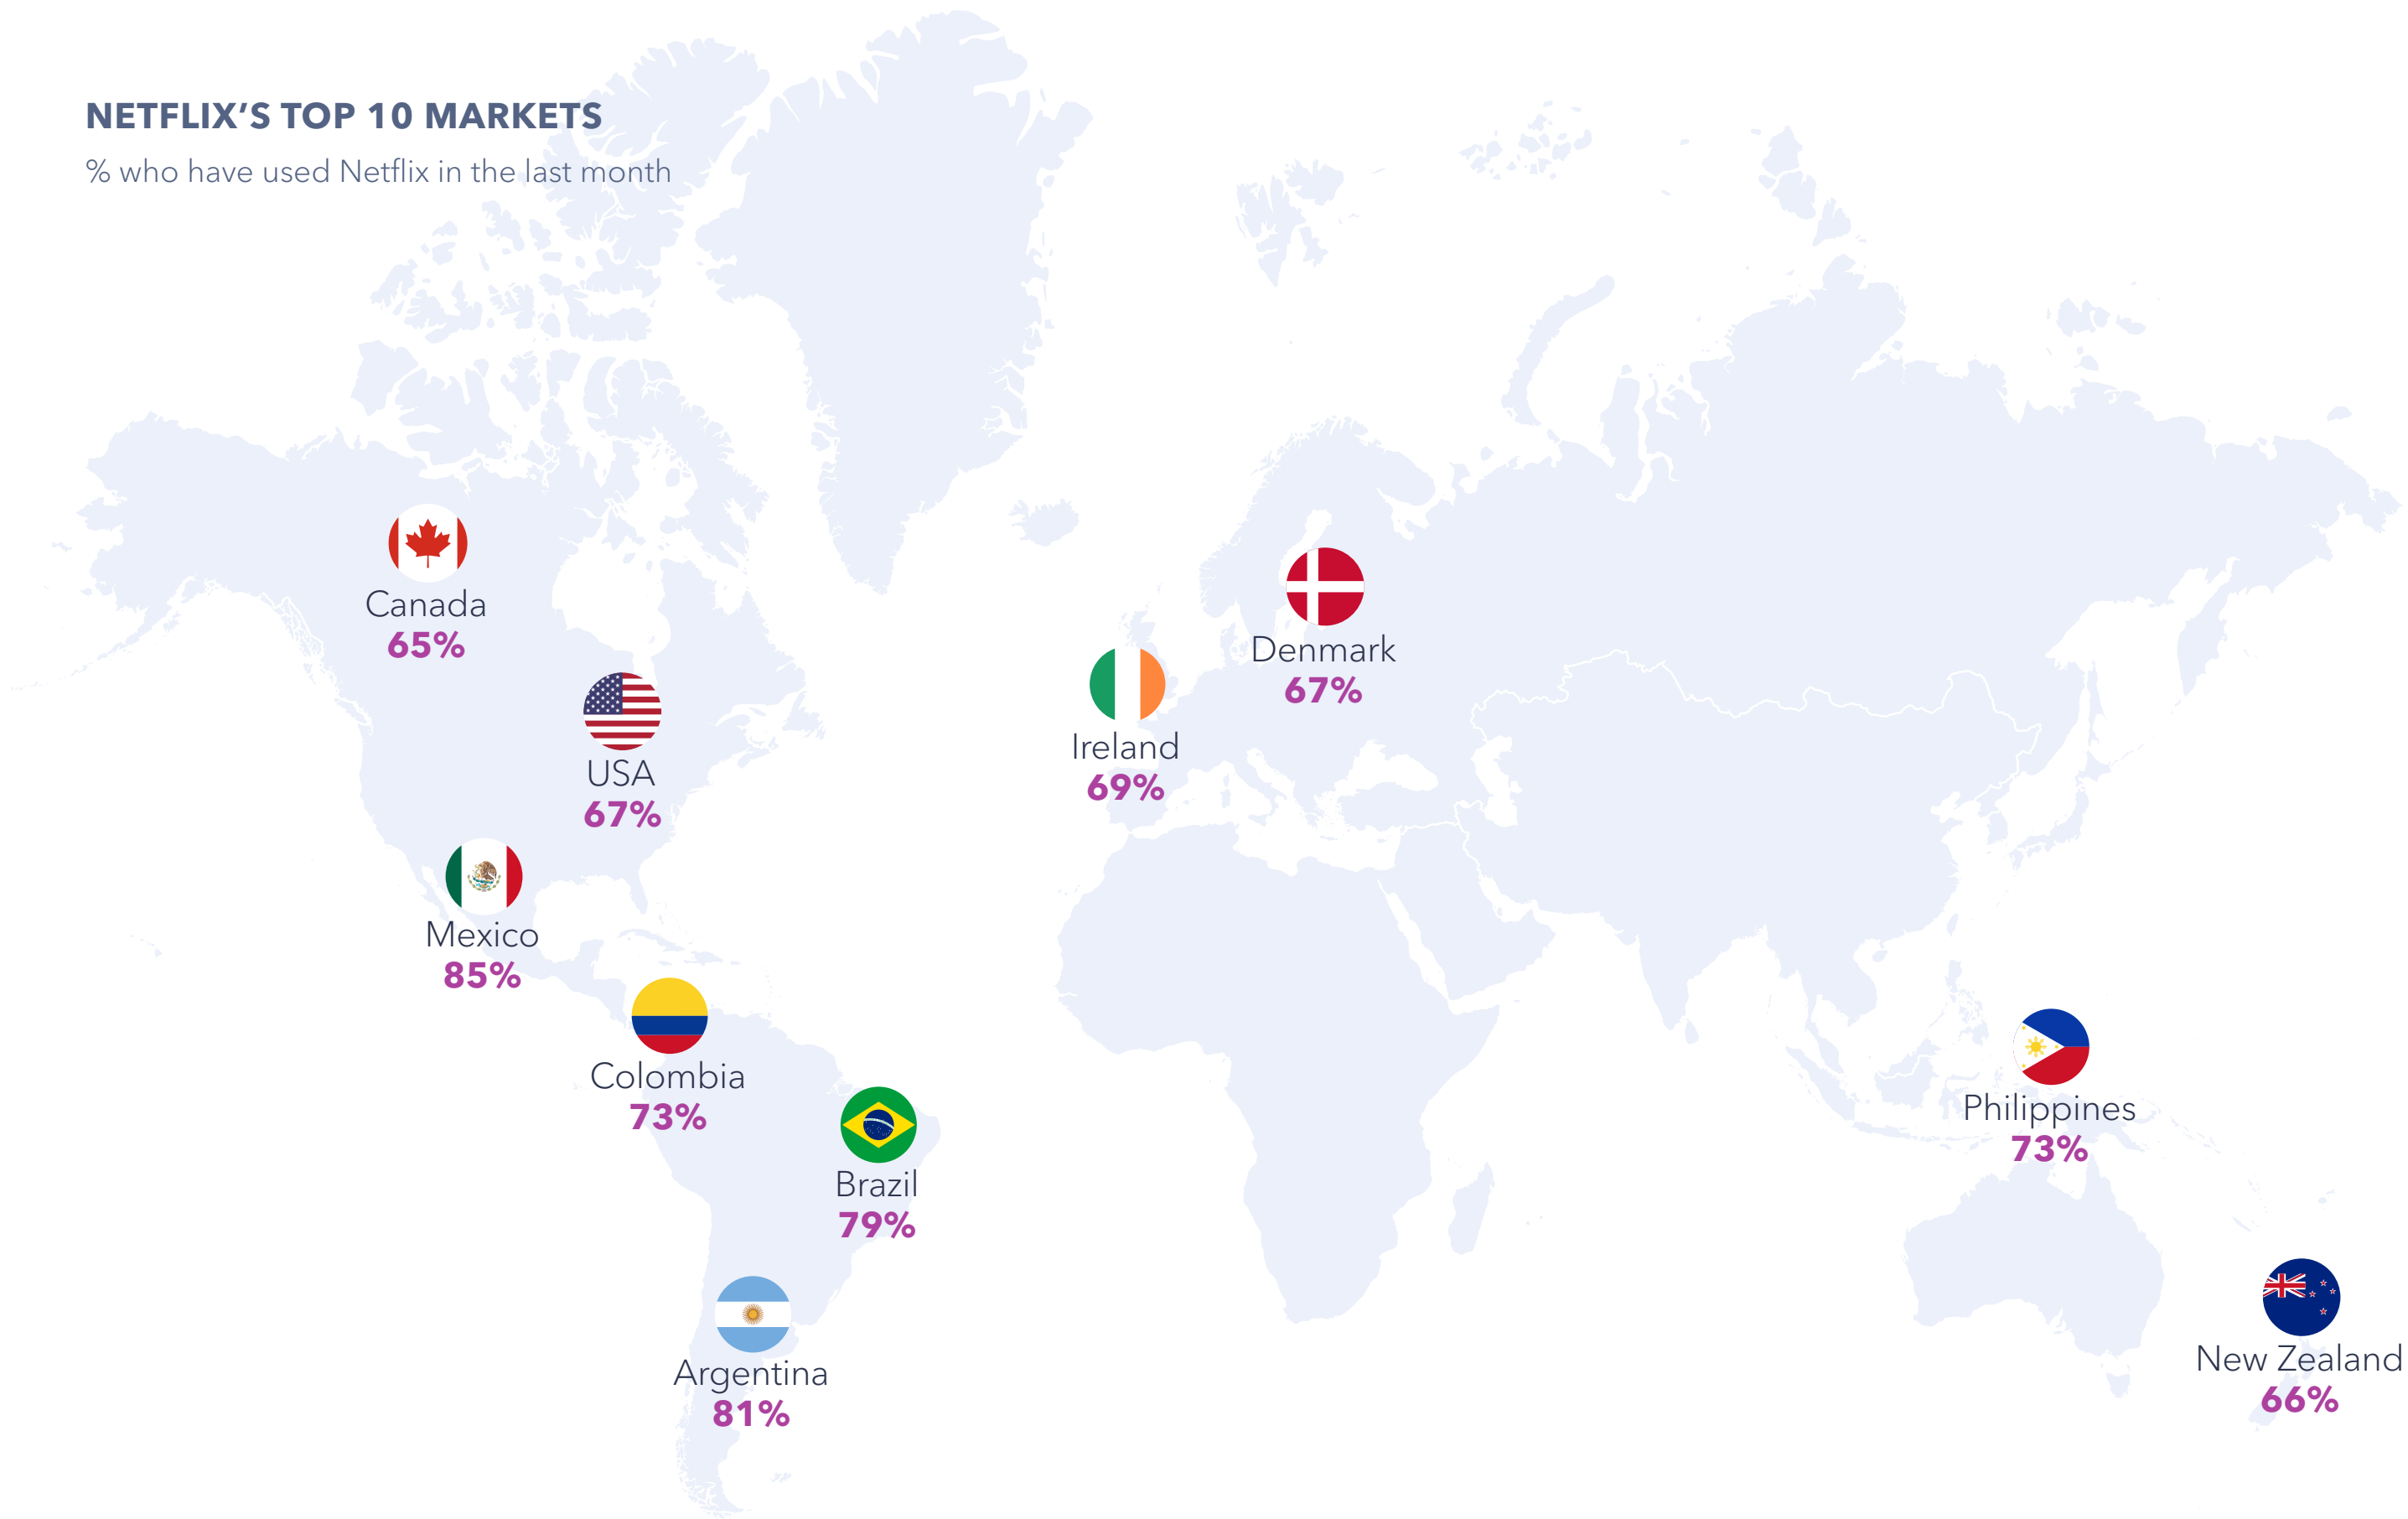 NETFLIX’S TOP 10 MARKETS
% who have used Netflix in the last month
Canada
65%
USA
67%
Mexico
85%
Colombia
73%
Brazil
79%
Argentina
81%
Denmark
67%
Ireland
69%
Philippines
73%
New Zealand
66%